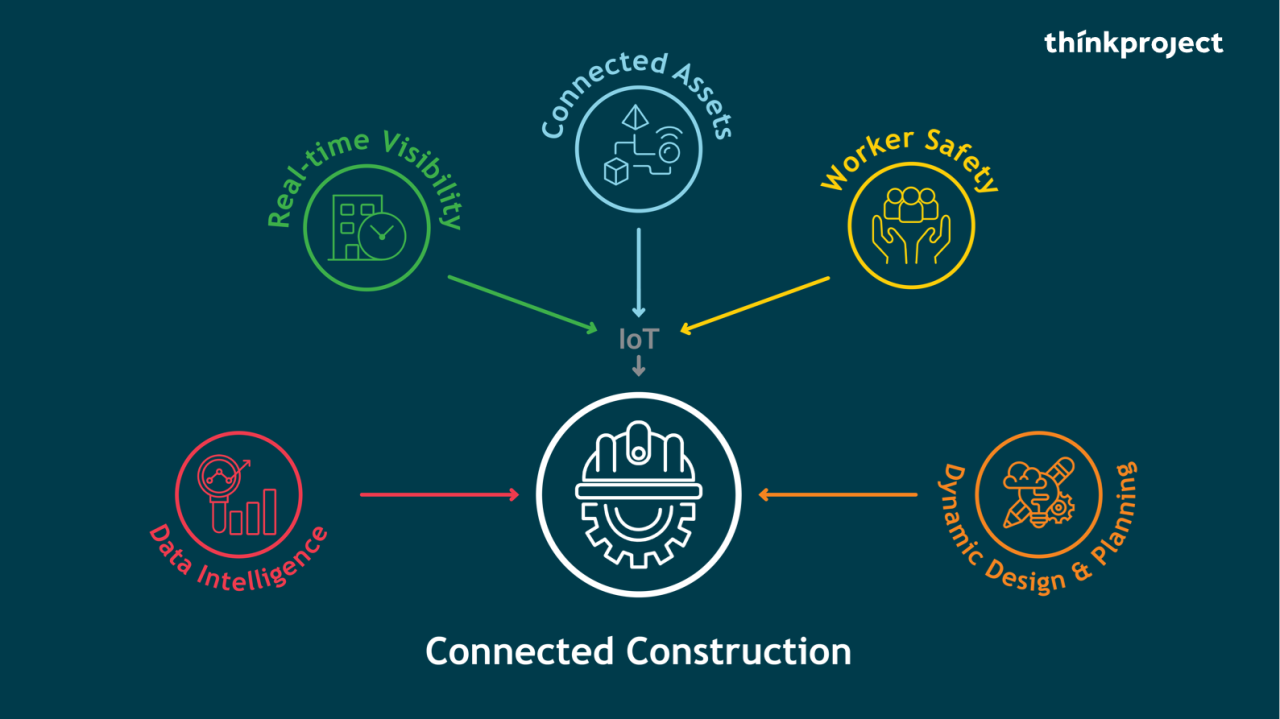 thinkproject
Connected Assets
Real-time Visibility
Worker Safety
IoT
Data Intelligence
Dynamic Design & Planning
Connected Construction